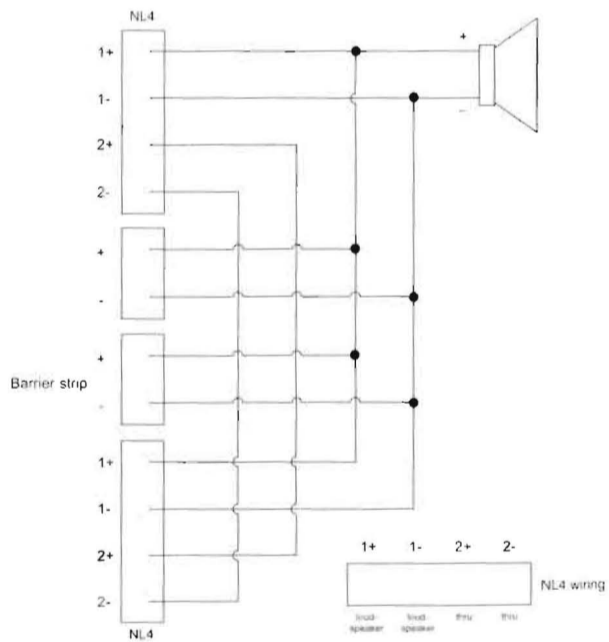 NL4
1+
+
1-
-
2+
2-
+
-
+
Barrier strip
-
1+
1-
1+ 1- 2+ 2-
2+
NL4 wiring
2-
loud- loud- thru thru
speaker speaker
NL4